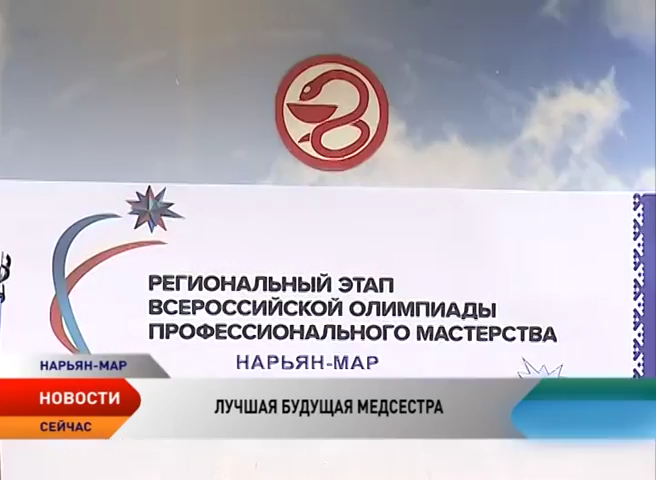 РЕГИОНАЛЬНЫЙ ЭТАП
ВСЕРОССИЙСКОЙ ОЛИМПИАДЫ
ПРОФЕССИОНАЛЬНОГО МАСТЕРСТВА
НАРЬЯН-МАР
НАРЬЯН-МАР
НОВОСТИ
СЕЙЧАС
ЛУЧШАЯ БУДУЩАЯ МЕДСЕСТРА